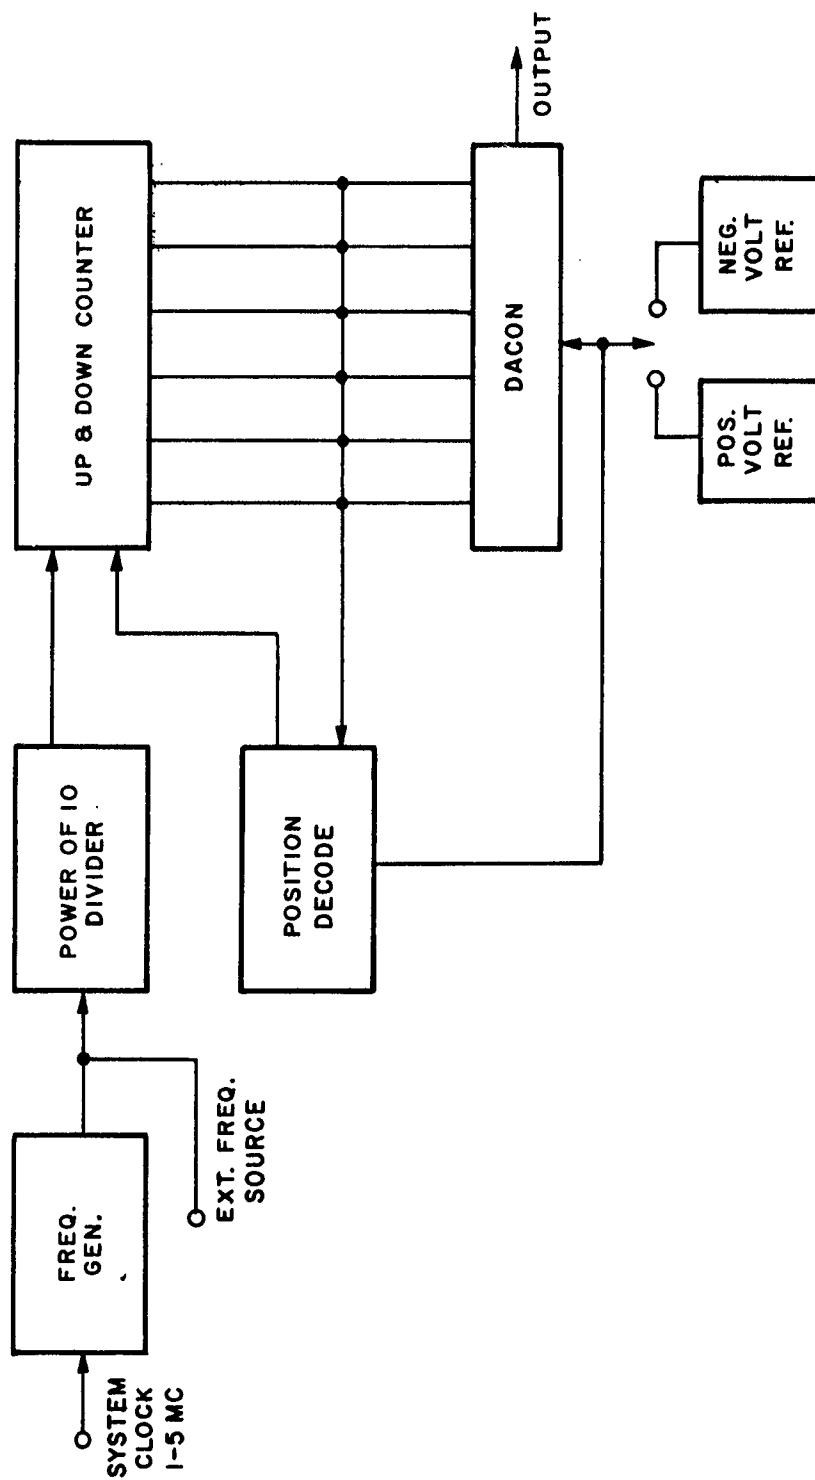 SYSTEM
CLOCK
1-5 MC
FREQ.
GEN.
EXT. FREQ.
SOURCE
POWER OF 10
DIVIDER
POSITION
DECODE
UP & DOWN COUNTER
DACON
OUTPUT
POS.
VOLT
REF.
NEG.
VOLT
REF.